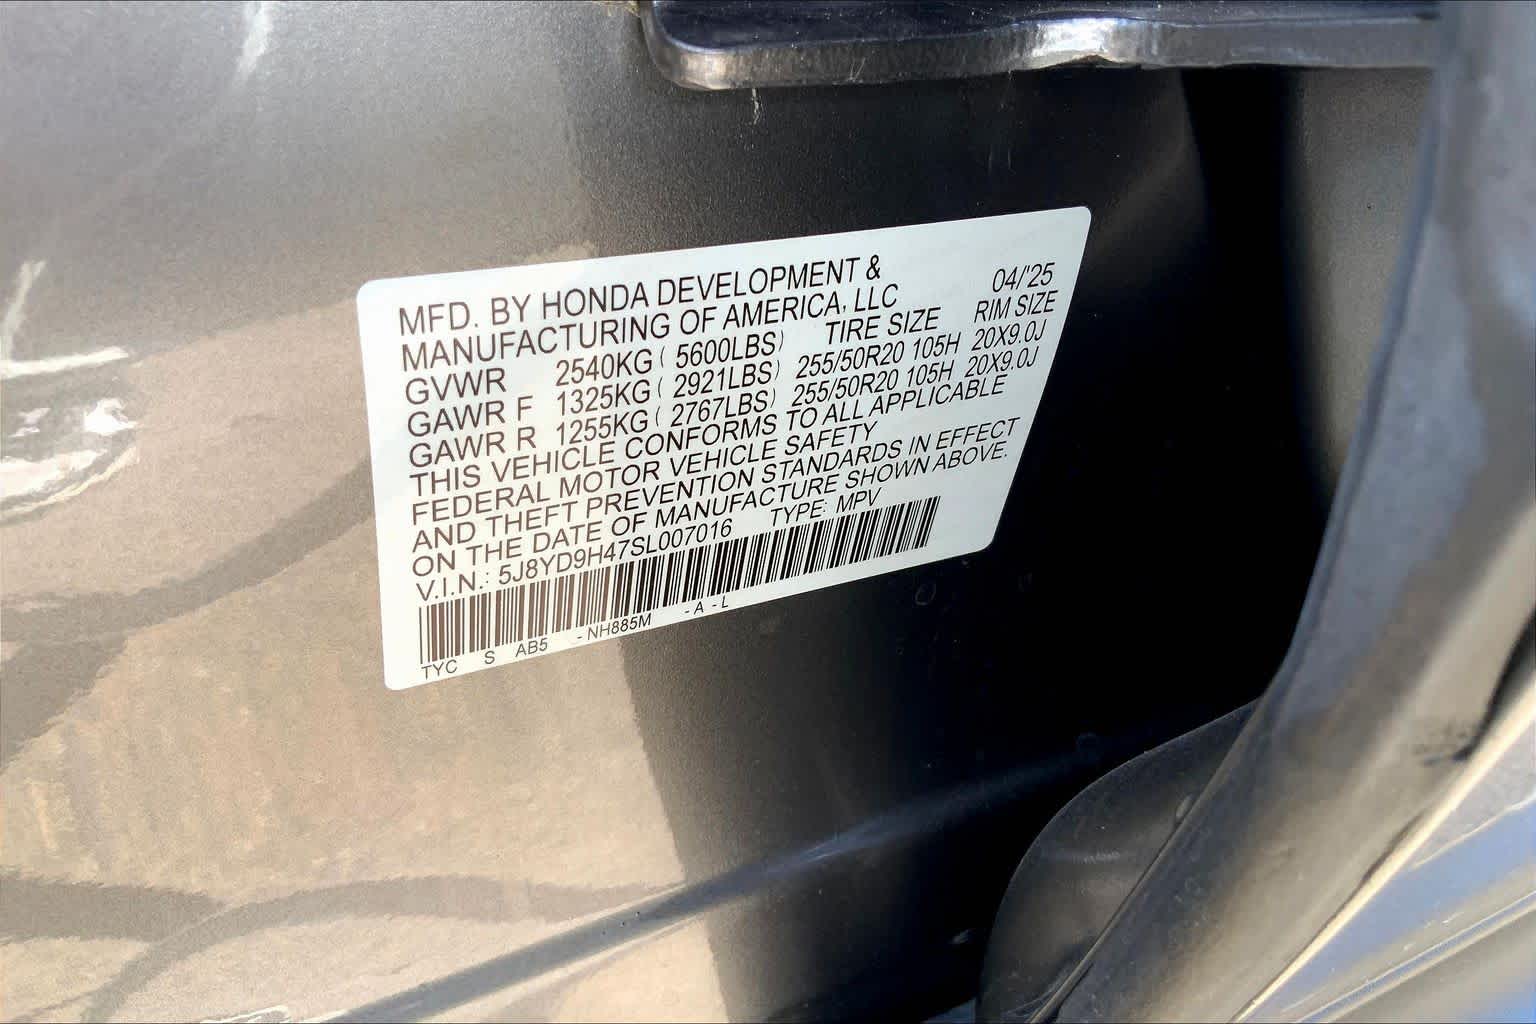 MFD. BY HONDA DEVELOPMENT &
MANUFACTURING OF AMERICA, LLC 04/'25
GVWR 2540KG ( 5600LBS) TIRE SIZE RIM SIZE
GAWR F 1325KG ( 2921LBS) 255/50R20 105H 20X9.0J
GAWR R 1255KG ( 2767LBS) 255/50R20 105H 20X9.0J
THIS VEHICLE CONFORMS TO ALL APPLICABLE
FEDERAL MOTOR VEHICLE SAFETY
AND THEFT PREVENTION STANDARDS IN EFFECT
ON THE DATE OF MANUFACTURE SHOWN ABOVE.
V.I.N.: 5J8YD9H47SL007016 TYPE: MPV
TYC S AB5 - NH885M - A - L